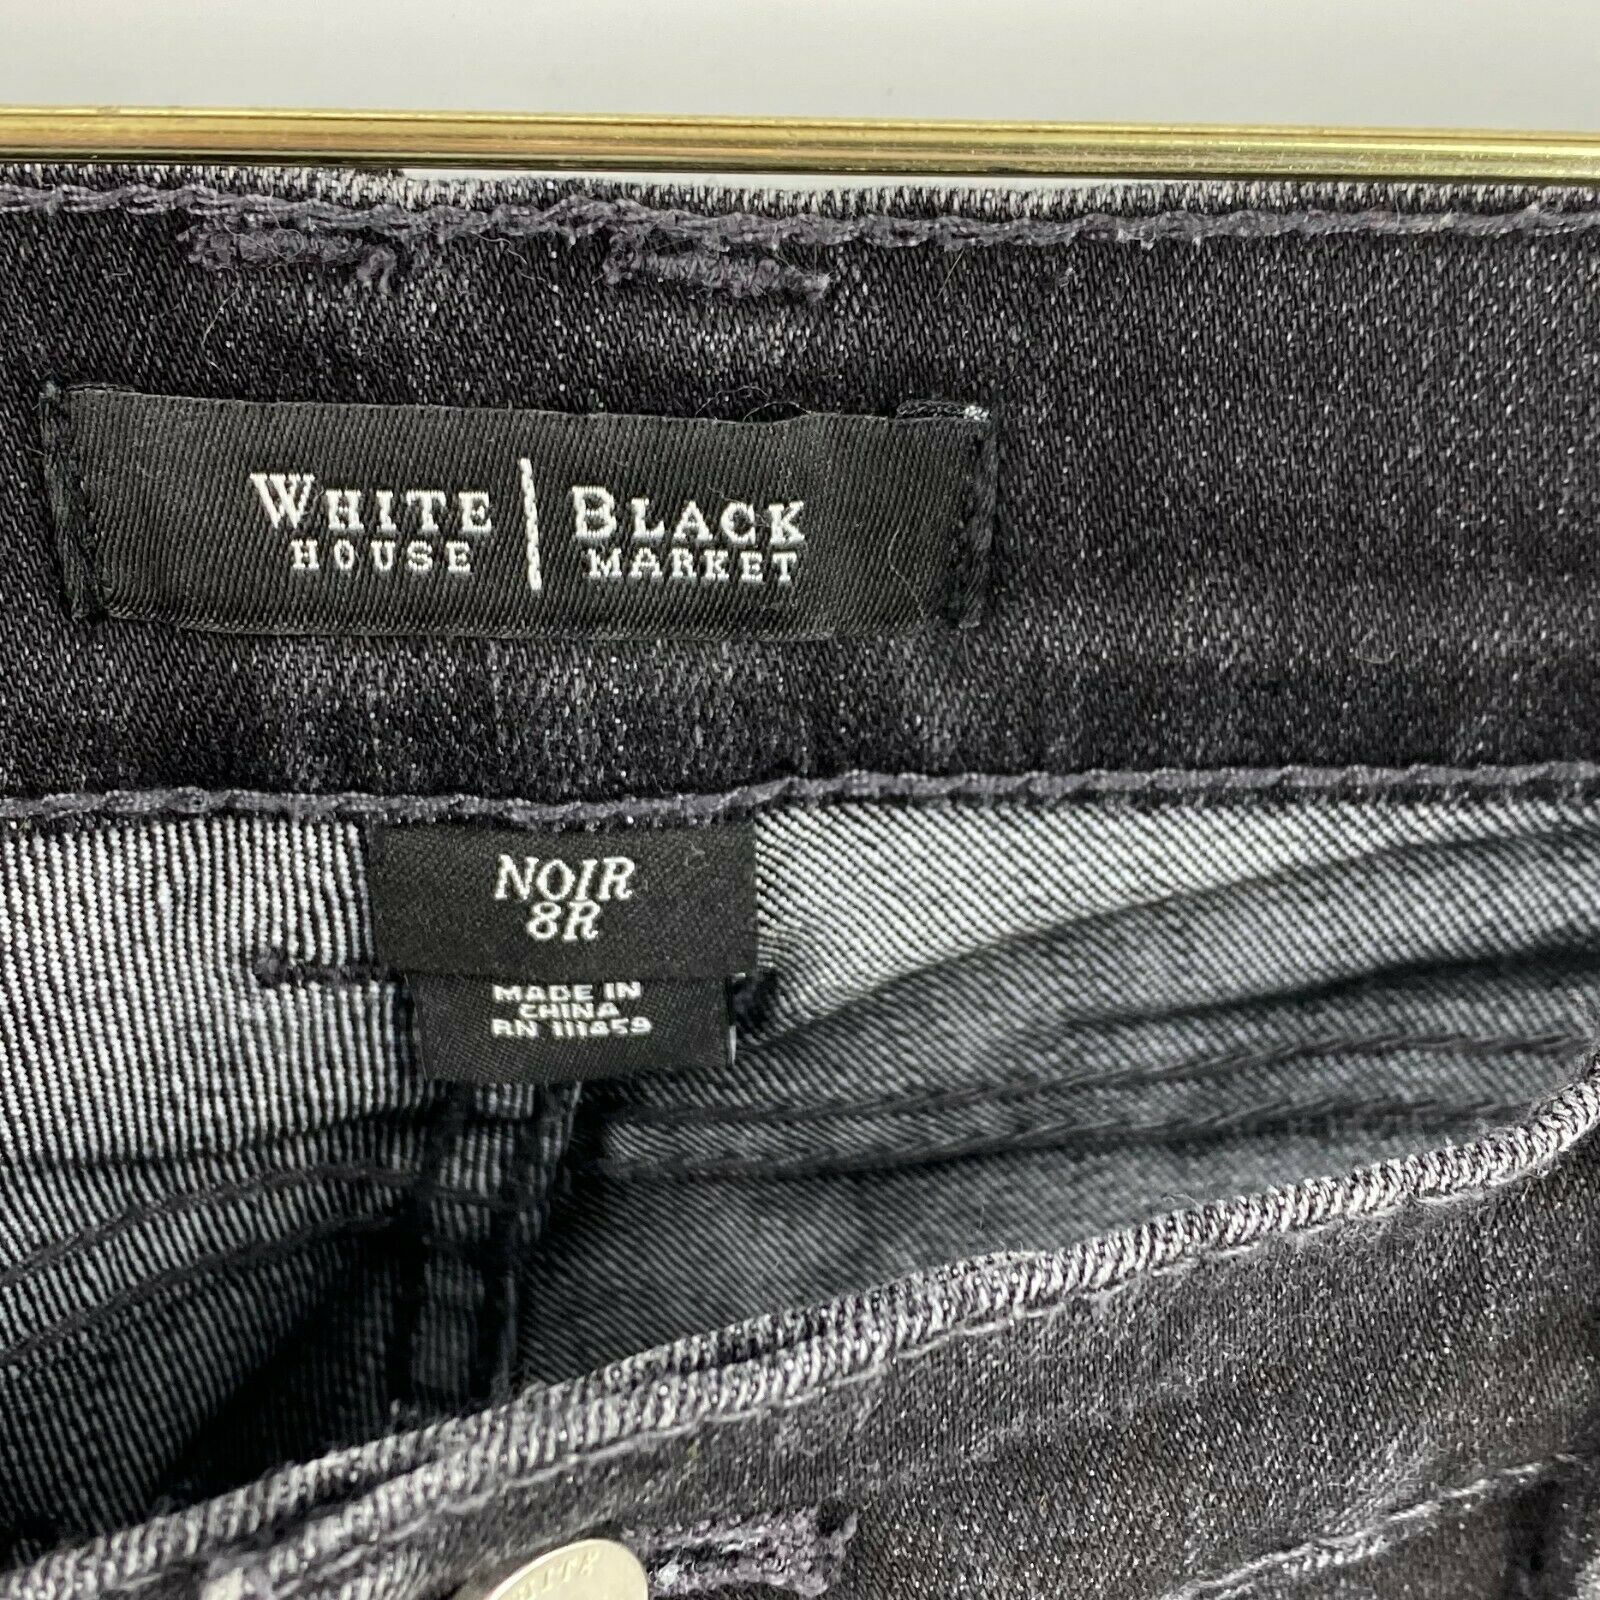 WHITE | BLACK
HOUSE MARKET
NOIR
8R
MADE IN
CHINA
RN 111459